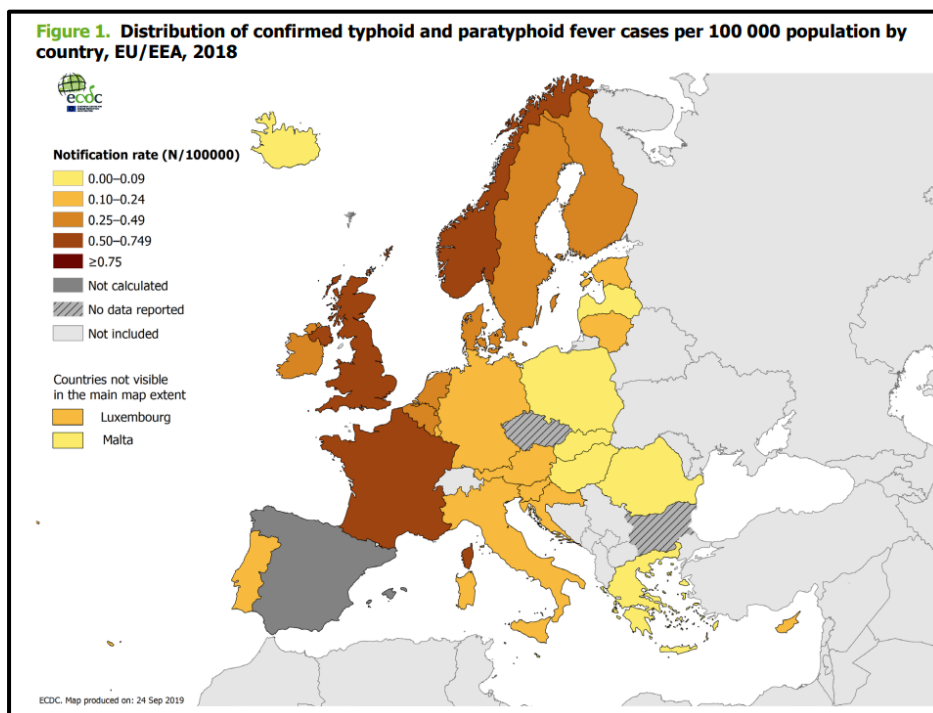 Figure 1. Distribution of confirmed typhoid and paratyphoid fever cases per 100 000 population by
country, EU/EEA, 2018
ecdc
Notification rate (N/100000)
0.00–0.09
0.10–0.24
0.25–0.49
0.50–0.749
≥0.75
Not calculated
No data reported
Not included
Countries not visible
in the main map extent
Luxembourg
Malta
ECDC. Map produced on: 24 Sep 2019